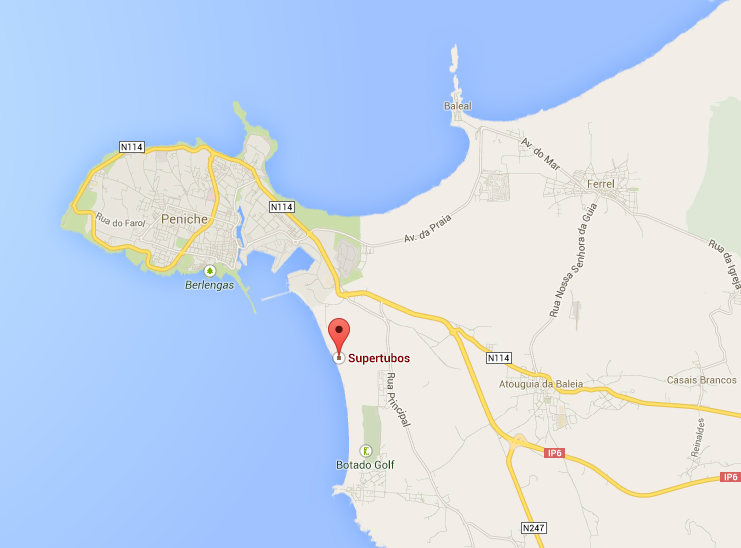 Baleal
N114
Av. do Mar
Ferrel
N114
Peniche
Rua do Farol
Av. da Praia
Rua Nossa Senhora da Guia
Rua da Igreja
Berlengas
Supertubos
N114
Atouguia da Baleia
Casais Brancos
Rua Principal
Reinaldes
Botado Golf
IP6
IP6
N247